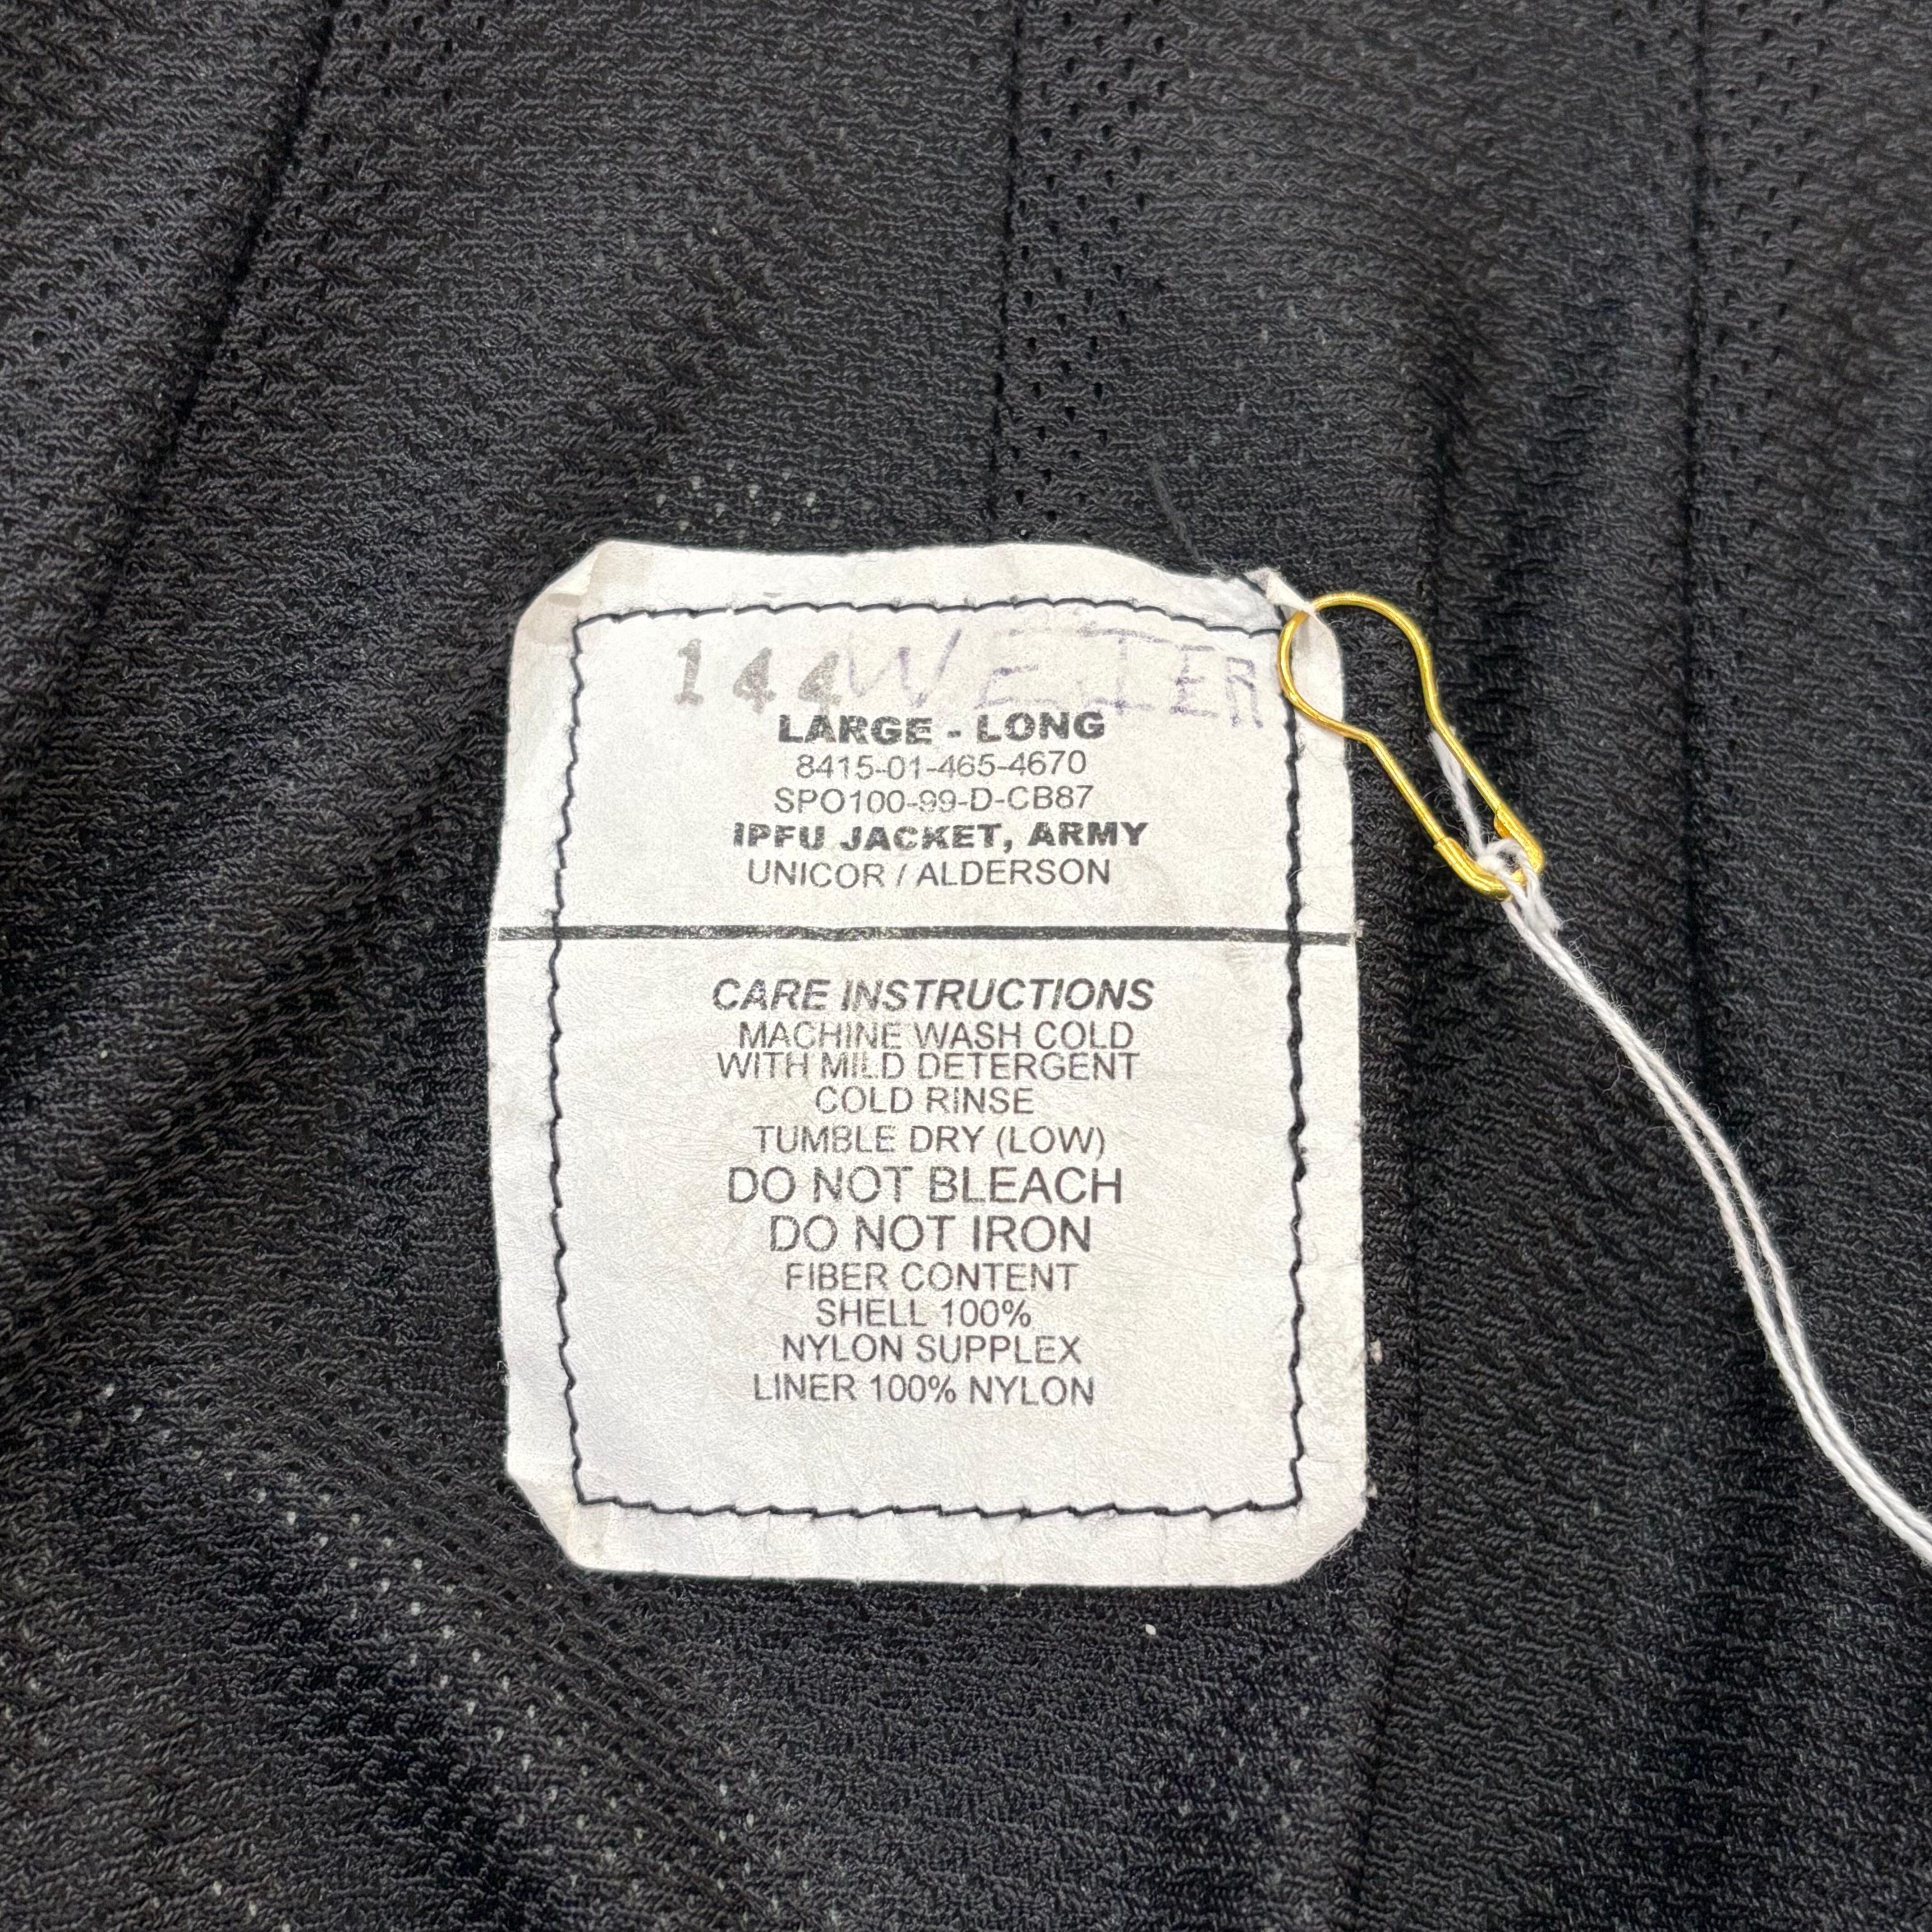 144 WEIER
LARGE - LONG
8415-01-465-4670
SPO100-99-D-CB87
IPFU JACKET, ARMY
UNICOR / ALDERSON
CARE INSTRUCTIONS
MACHINE WASH COLD
WITH MILD DETERGENT
COLD RINSE
TUMBLE DRY (LOW)
DO NOT BLEACH
DO NOT IRON
FIBER CONTENT
SHELL 100%
NYLON SUPPLEX
LINER 100% NYLON